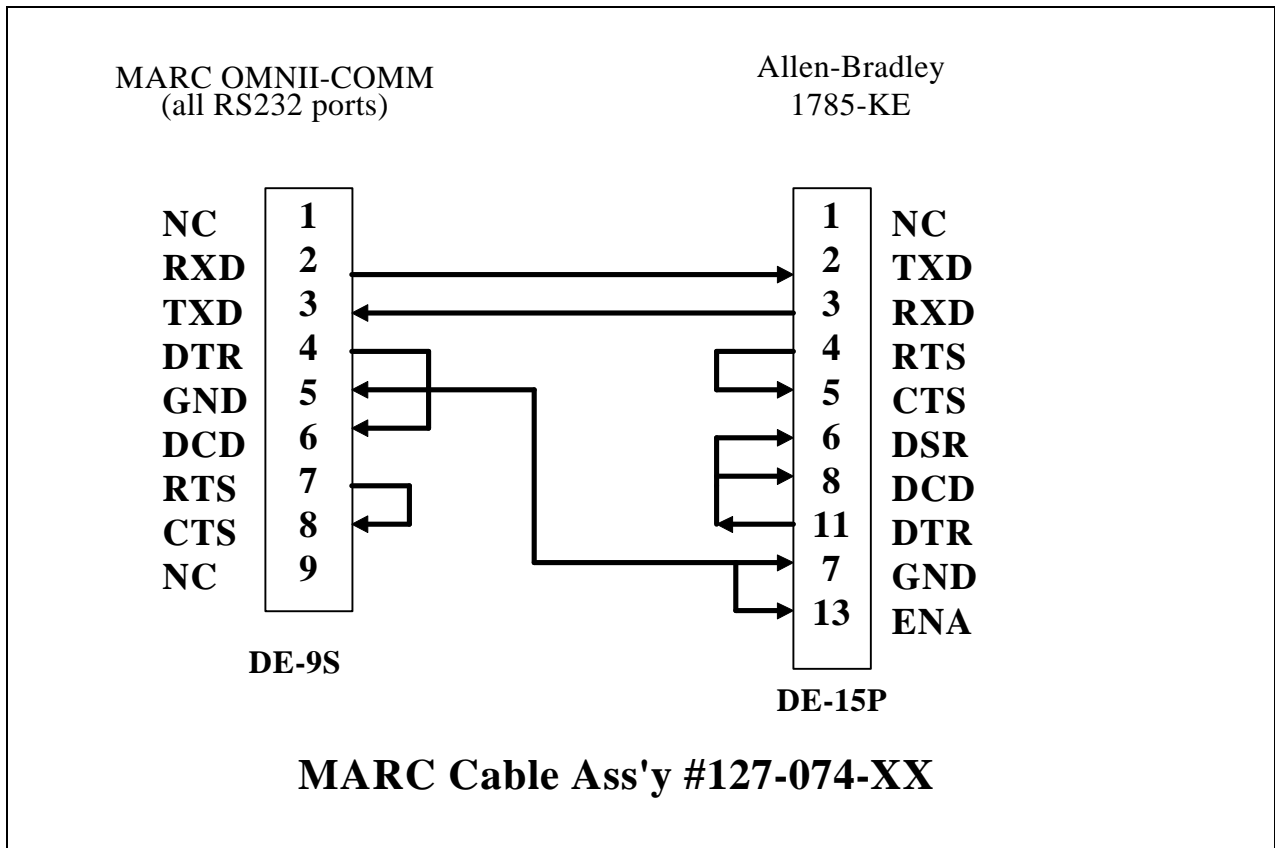 MARC OMNII-COMM
(all RS232 ports)
Allen-Bradley
1785-KE
NC 1
RXD 2
TXD 3
DTR 4
GND 5
DCD 6
RTS 7
CTS 8
NC 9
DE-9S
1 NC
2 TXD
3 RXD
4 RTS
5 CTS
6 DSR
8 DCD
11 DTR
7 GND
13 ENA
DE-15P
MARC Cable Ass'y #127-074-XX